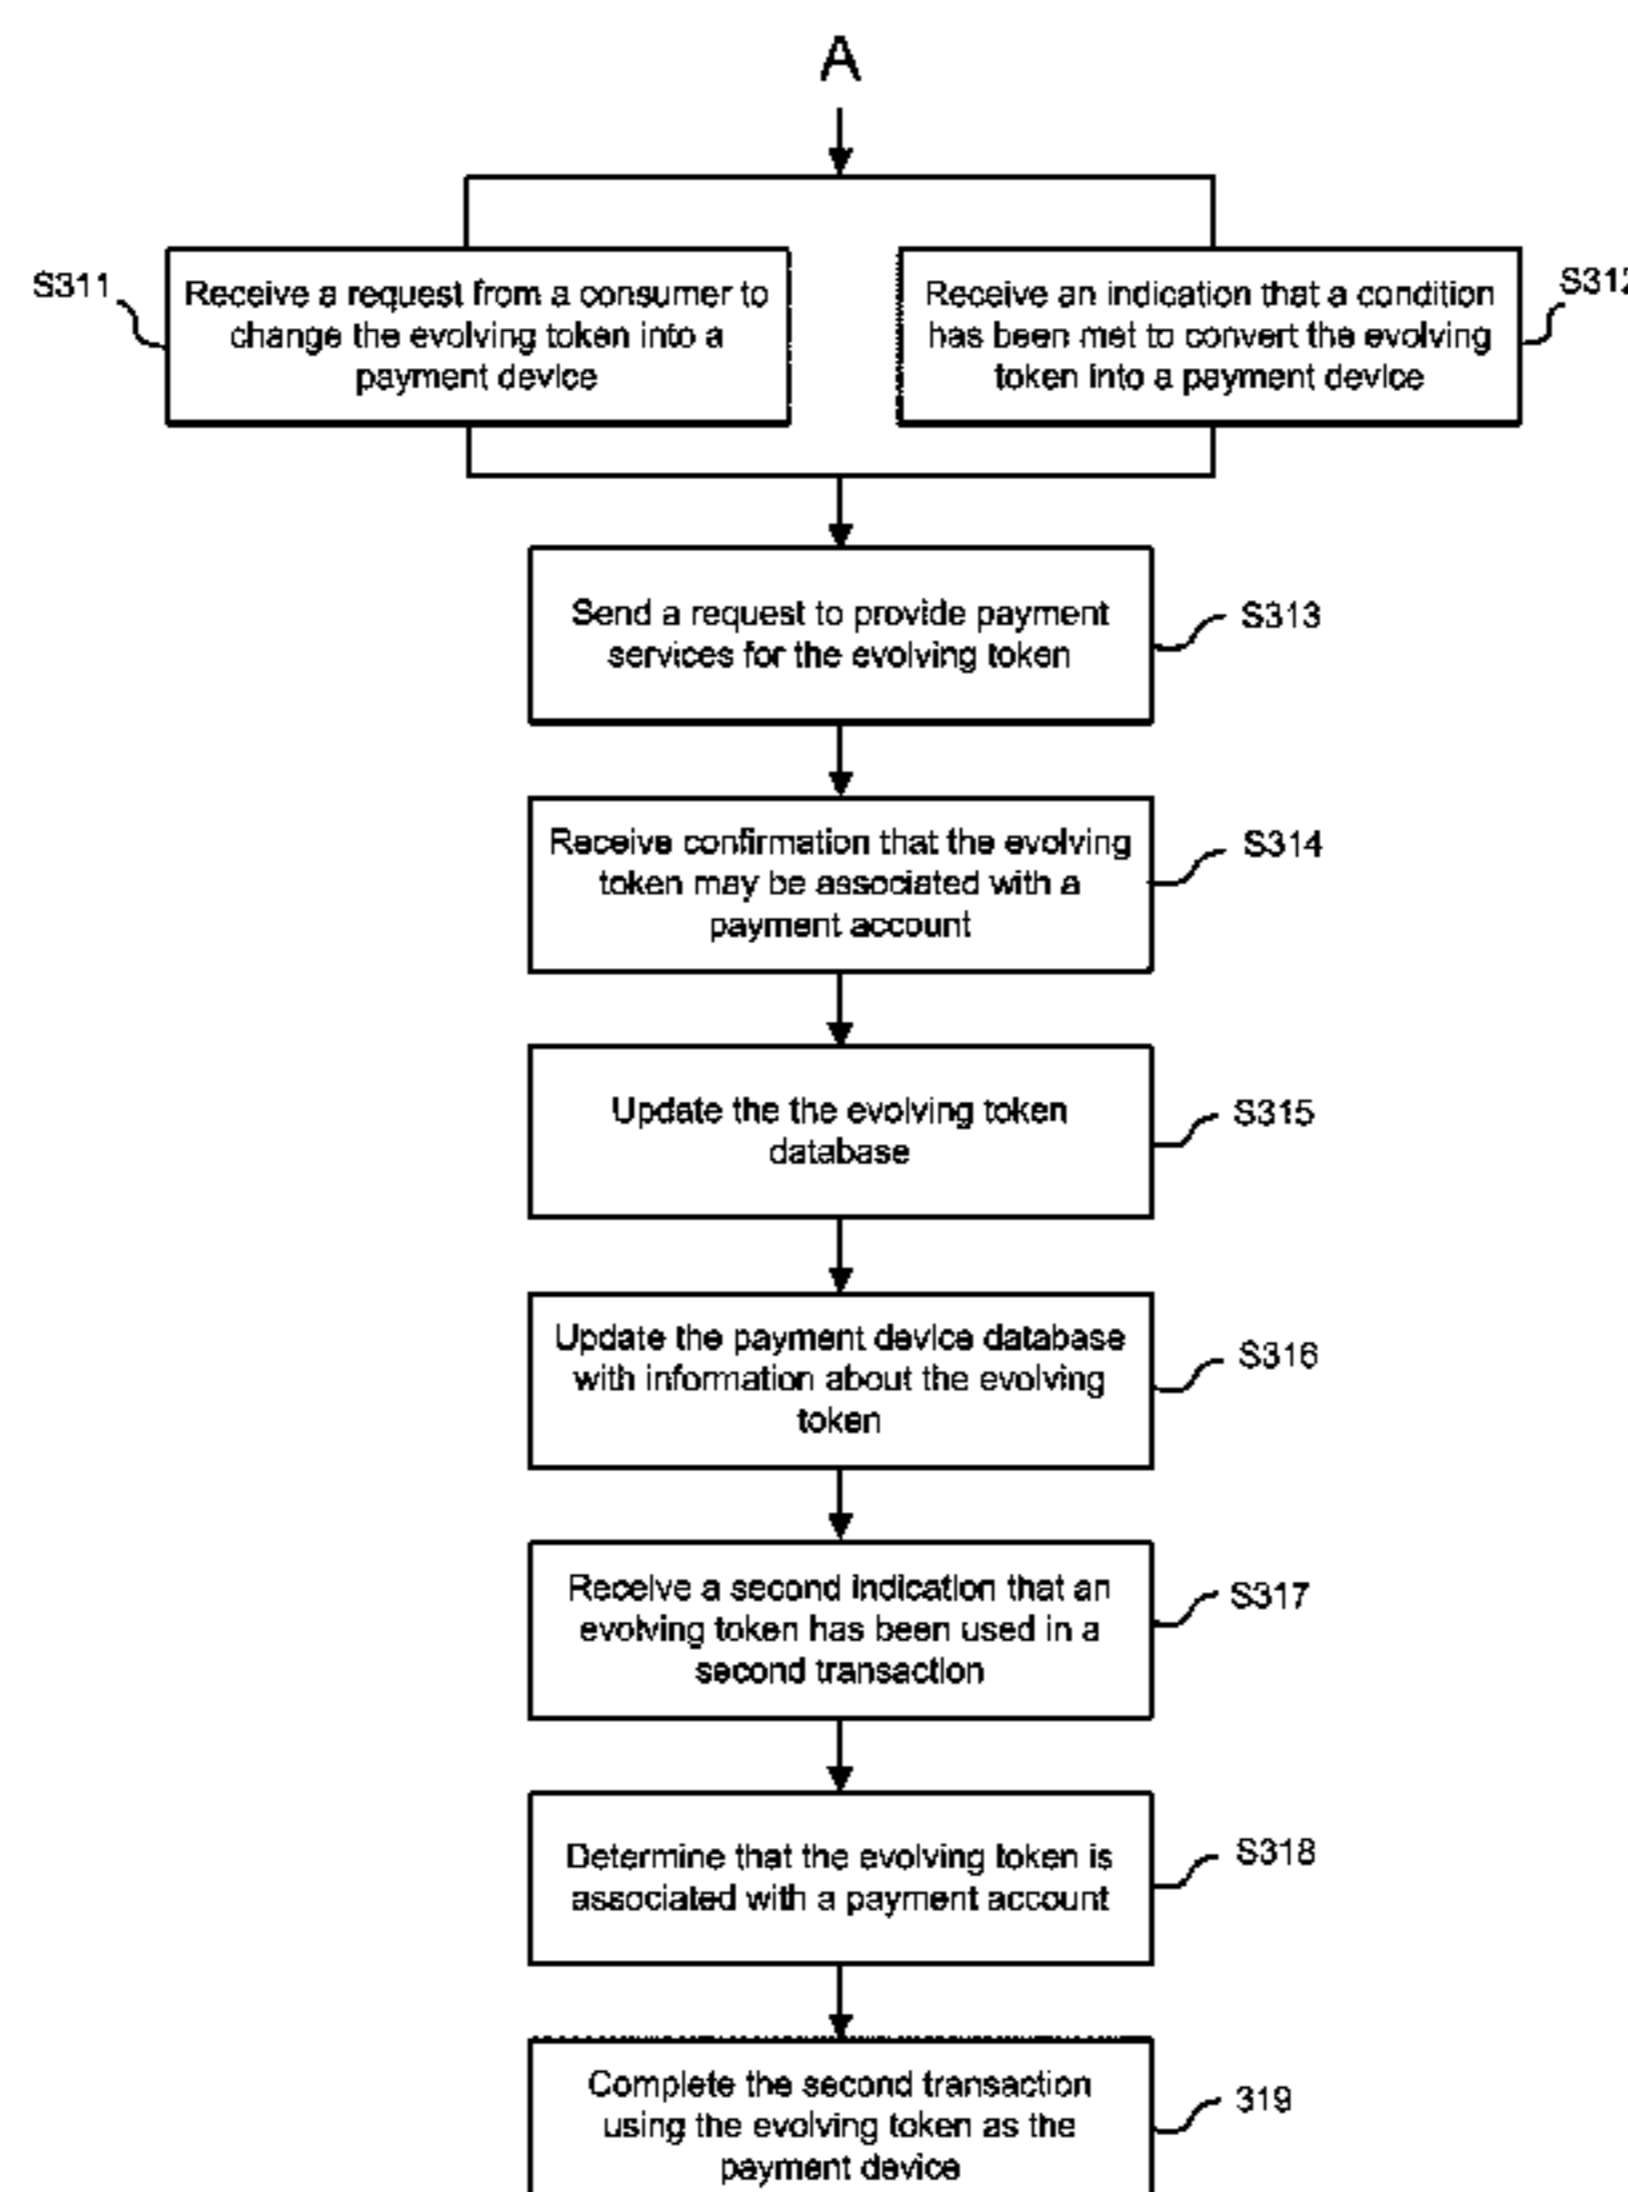 A
S311
Receive a request from a consumer to
change the evolving token into a
payment device
Receive an indication that a condition
has been met to convert the evolving
token into a payment device
S312
Send a request to provide payment
services for the evolving token
S313
Receive confirmation that the evolving
token may be associated with a
payment account
S314
Update the the evolving token
database
S315
Update the payment device database
with information about the evolving
token
S316
Receive a second indication that an
evolving token has been used in a
second transaction
S317
Determine that the evolving token is
associated with a payment account
S318
Complete the second transaction
using the evolving token as the
payment device
319